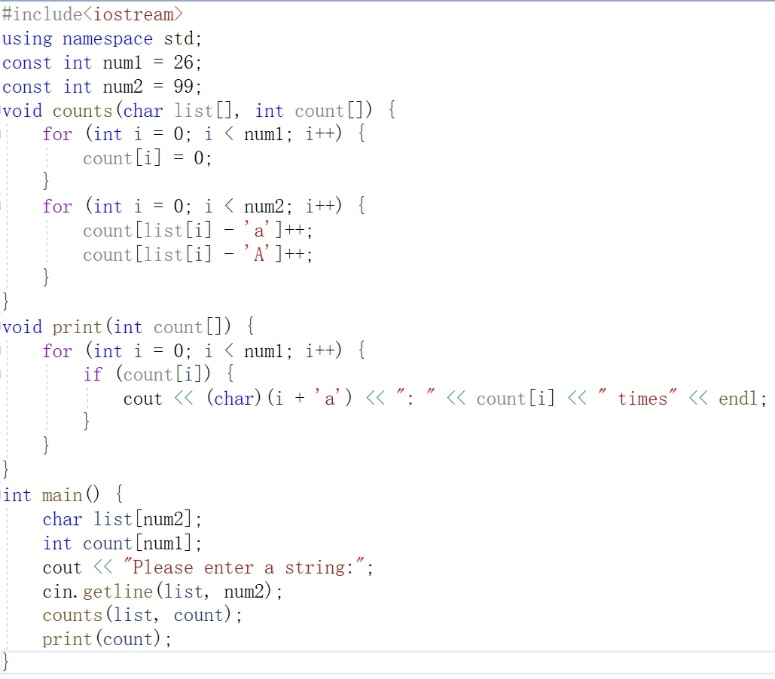 #include<iostream>
using namespace std;
const int num1 = 26;
const int num2 = 99;
void counts(char list[], int count[]) {
    for (int i = 0; i < num1; i++) {
        count[i] = 0;
    }
    for (int i = 0; i < num2; i++) {
        count[list[i] - 'a']++;
        count[list[i] - 'A']++;
    }
}
void print(int count[]) {
    for (int i = 0; i < num1; i++) {
        if (count[i]) {
            cout << (char)(i + 'a') << ": " << count[i] << " times" << endl;
        }
    }
}
int main() {
    char list[num2];
    int count[num1];
    cout << "Please enter a string:";
    cin.getline(list, num2);
    counts(list, count);
    print(count);
}